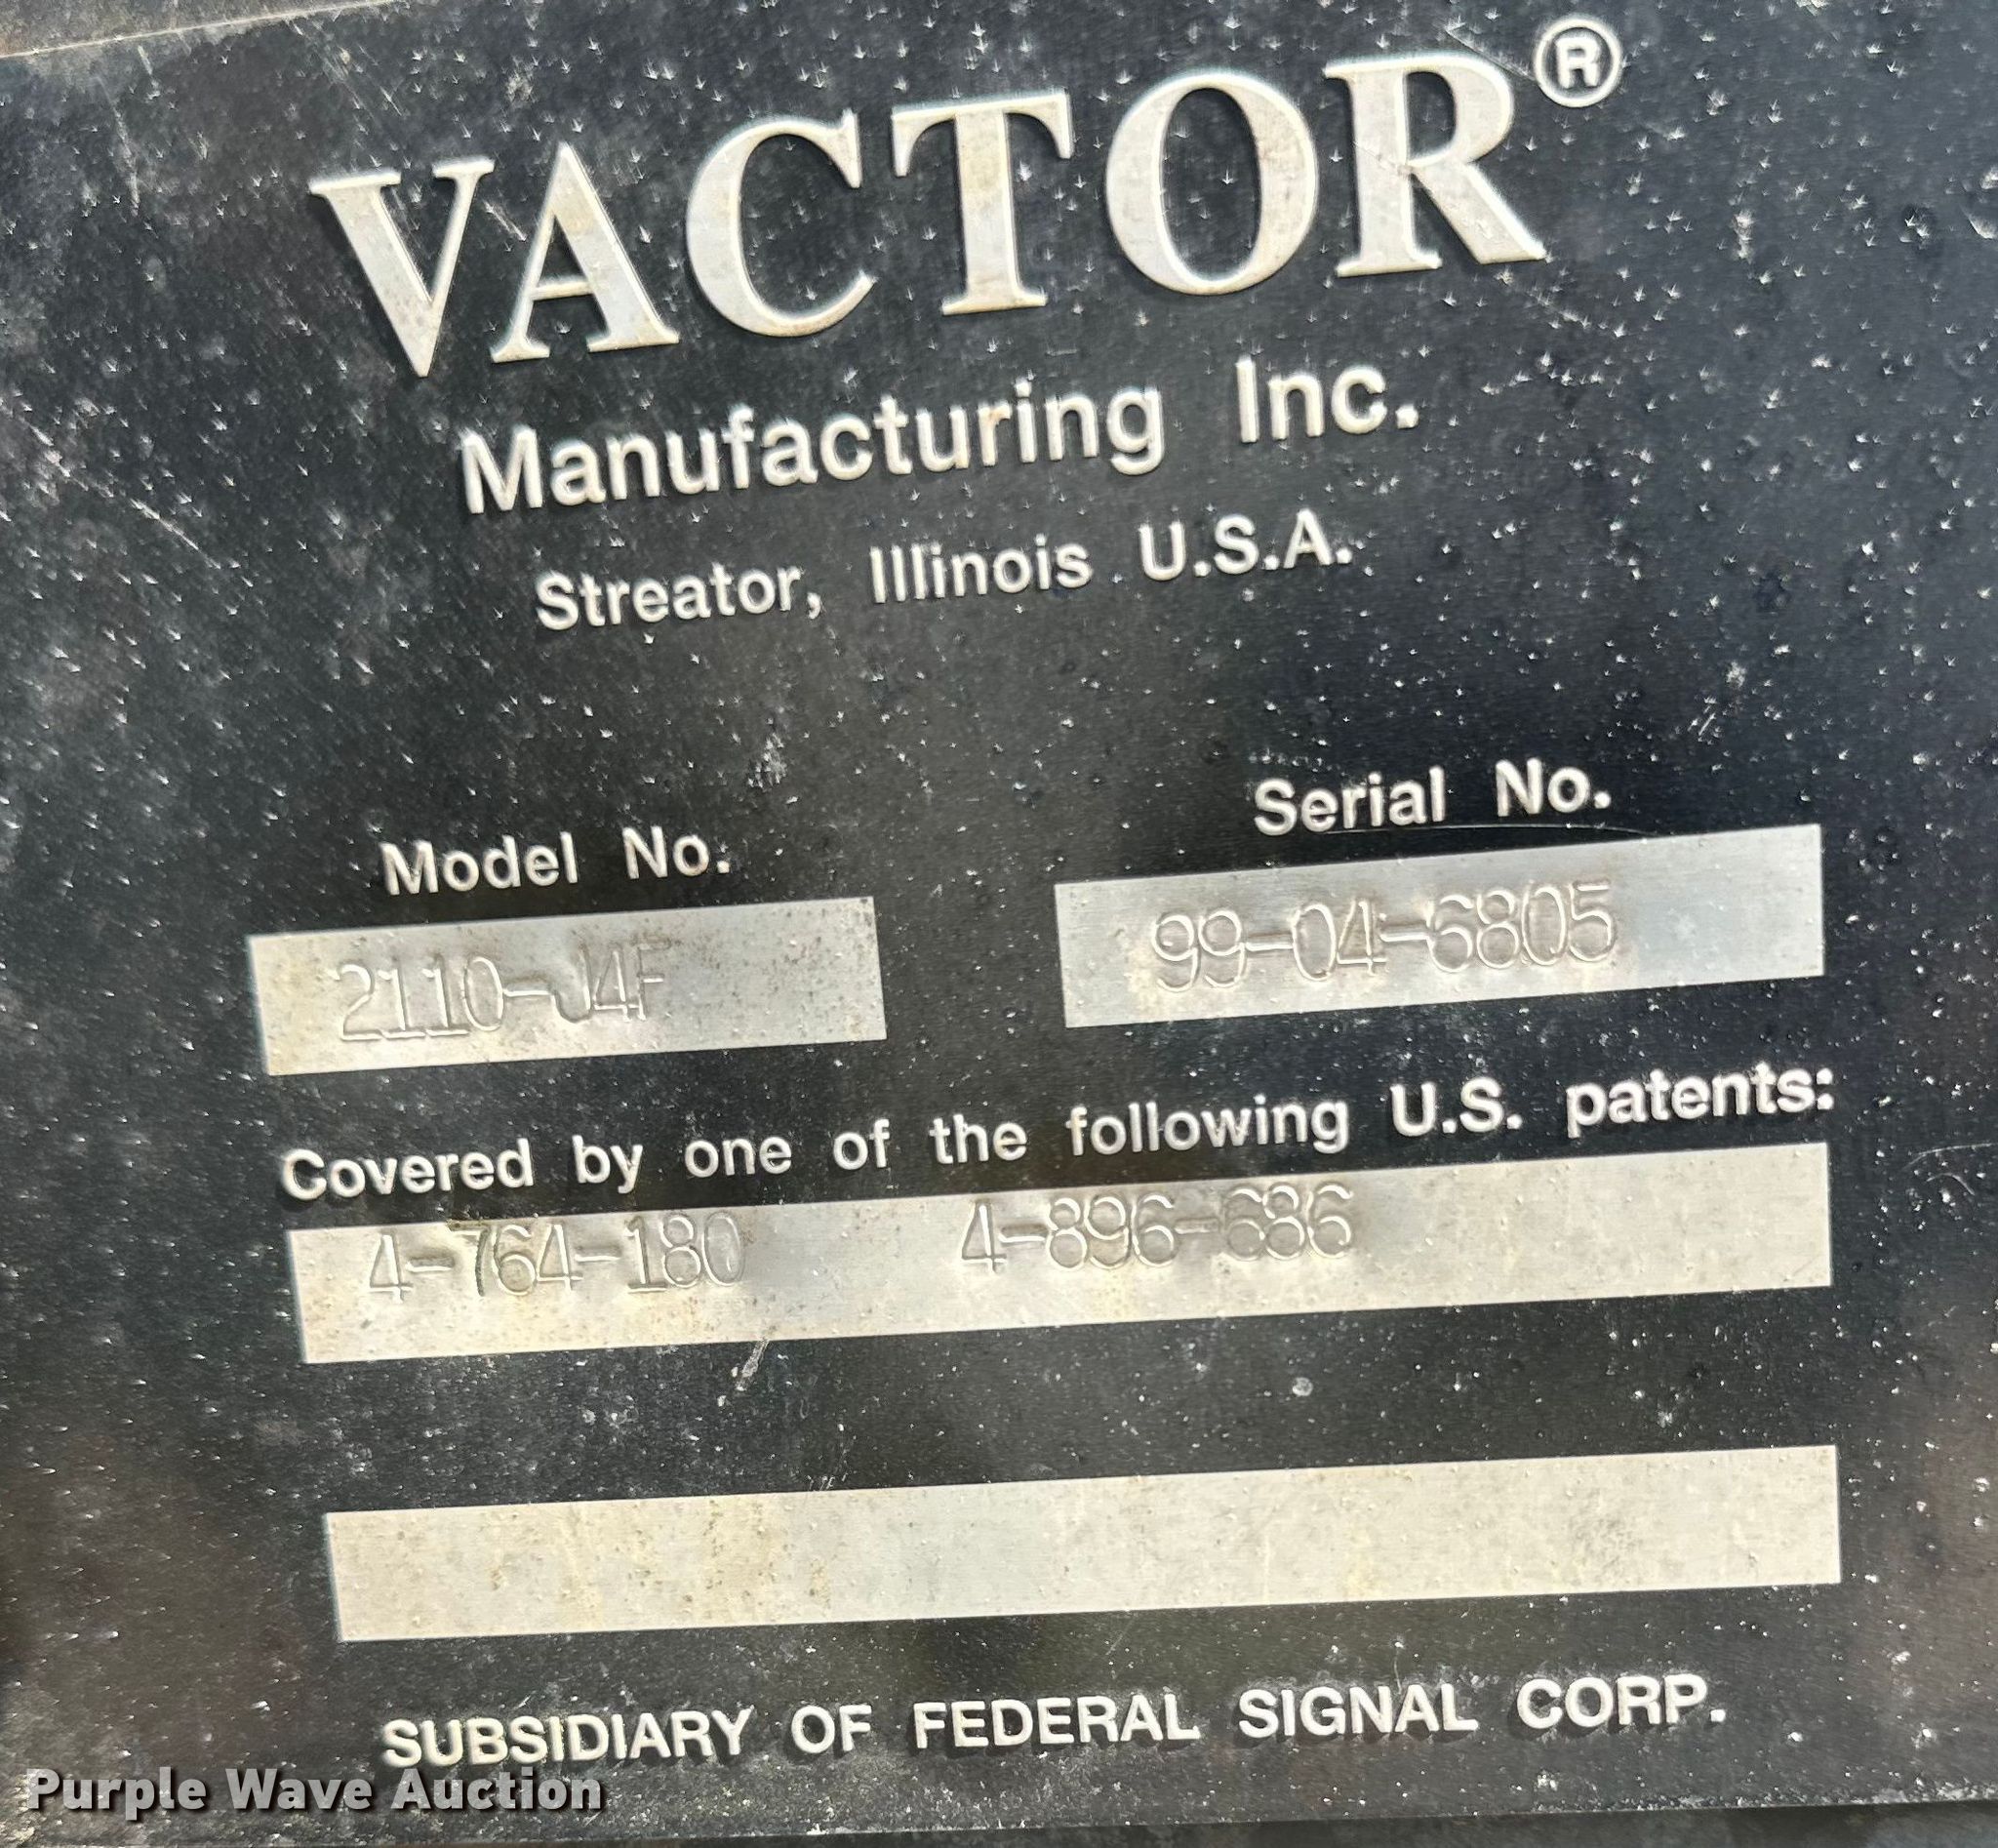 VACTOR®
Manufacturing Inc.
Streator, Illinois U.S.A.
Model No. Serial No.
2110-J4F 99-04-6805
Covered by one of the following U.S. patents:
4-764-180 4-896-686
SUBSIDIARY OF FEDERAL SIGNAL CORP.
Purple Wave Auction